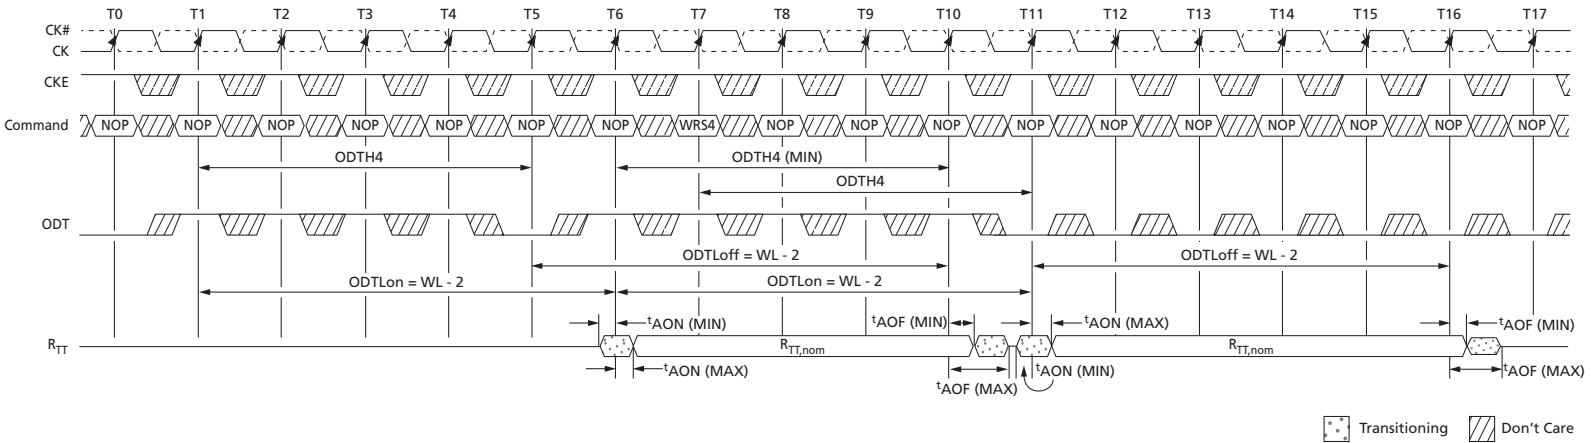 T0 T1 T2 T3 T4 T5 T6 T7 T8 T9 T10 T11 T12 T13 T14 T15 T16 T17
CK#
CK
CKE
Command NOP NOP NOP NOP NOP NOP NOP WRS4 NOP NOP NOP NOP NOP NOP NOP NOP NOP NOP
ODTH4 ODTH4 (MIN)
ODTH4
ODT
ODTLoff = WL - 2 ODTLoff = WL - 2
ODTLon = WL - 2 ODTLon = WL - 2
tAON (MIN) tAOF (MIN) tAON (MAX) tAOF (MIN)
RTT RTT,nom RTT,nom
tAON (MAX) tAON (MIN) tAOF (MAX)
tAOF (MAX)
Transitioning Don't Care